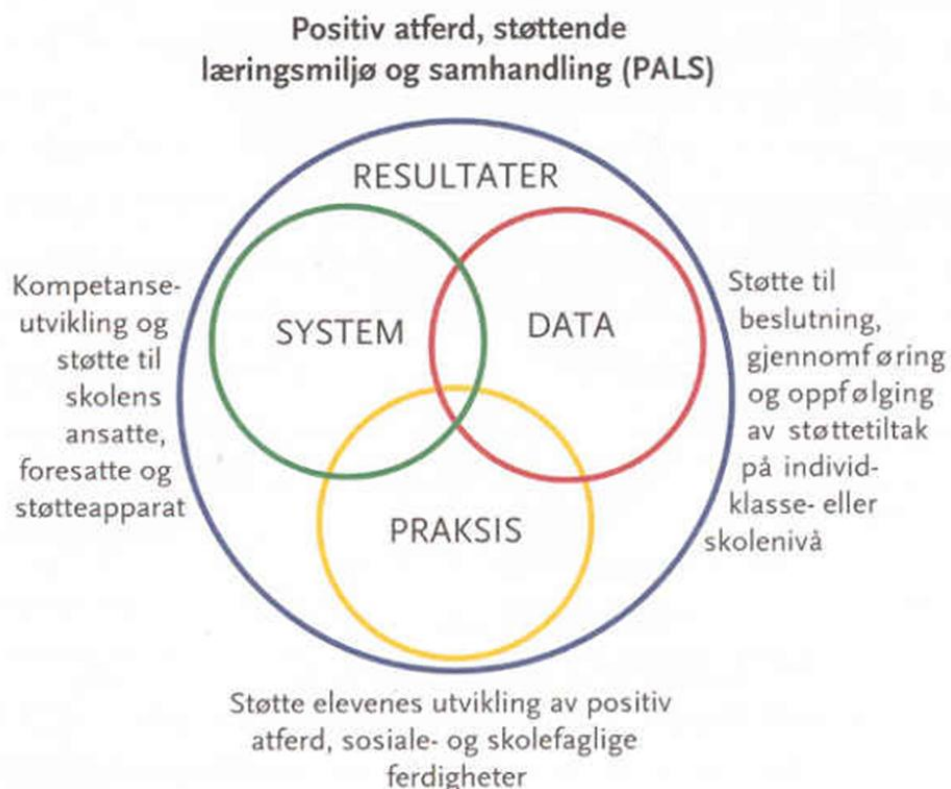 Positiv atferd, støttende
læringsmiljø og samhandling (PALS)
RESULTATER
SYSTEM
DATA
PRAKSIS
Kompetanse-
utvikling og
støtte til
skolens
ansatte,
foresatte og
støtteapparat
Støtte til
beslutning,
gjennomføring
og oppfølging
av støttetiltak
på individ-
klasse- eller
skolenivå
Støtte elevenes utvikling av positiv
atferd, sosiale- og skolefaglige
ferdigheter